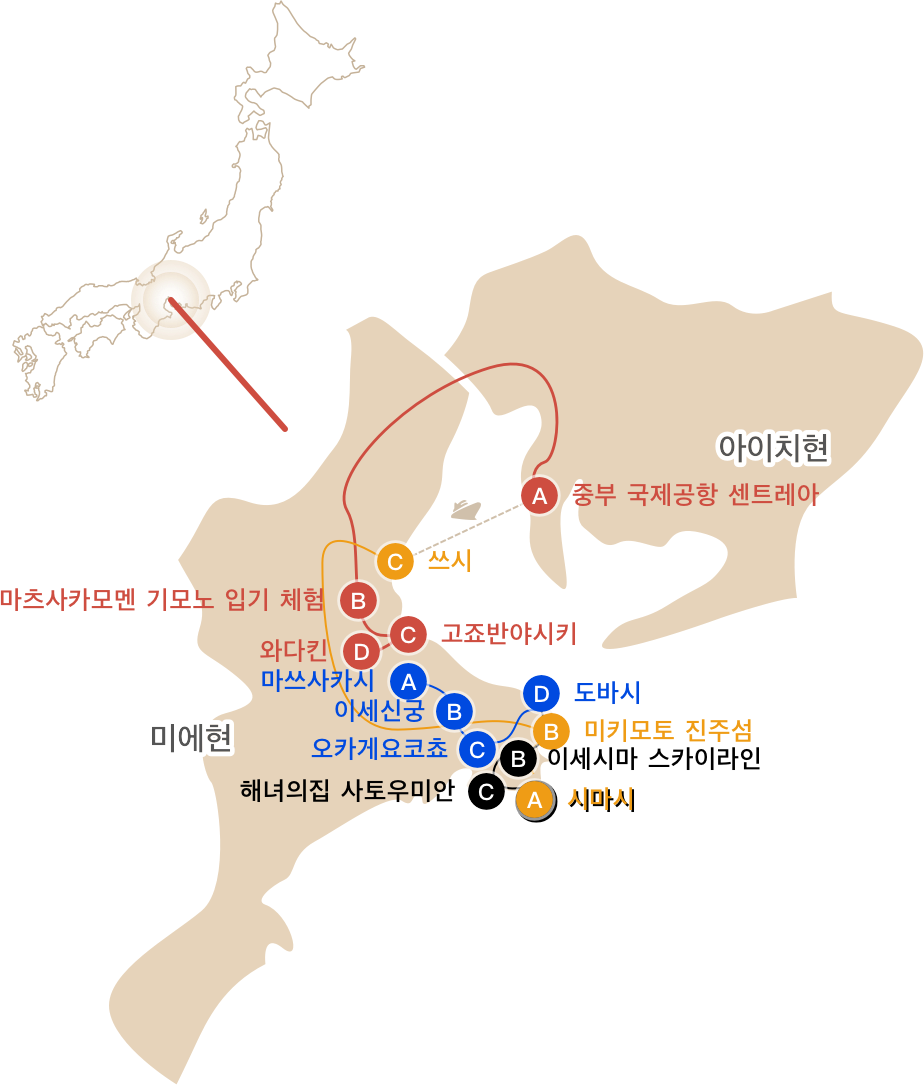 아이치현
A 중부 국제공항 센트레아
C 쓰시
마츠사카모멘 기모노 입기 체험 B
C 고죠반야시키
와다킨 D
마쓰사카시 A
이세신궁 B
D 도바시
미에현
B 미키모토 진주섬
오카게요코쵸 C
B 이세시마 스카이라인
해녀의집 사토우미안 C
A 시마시